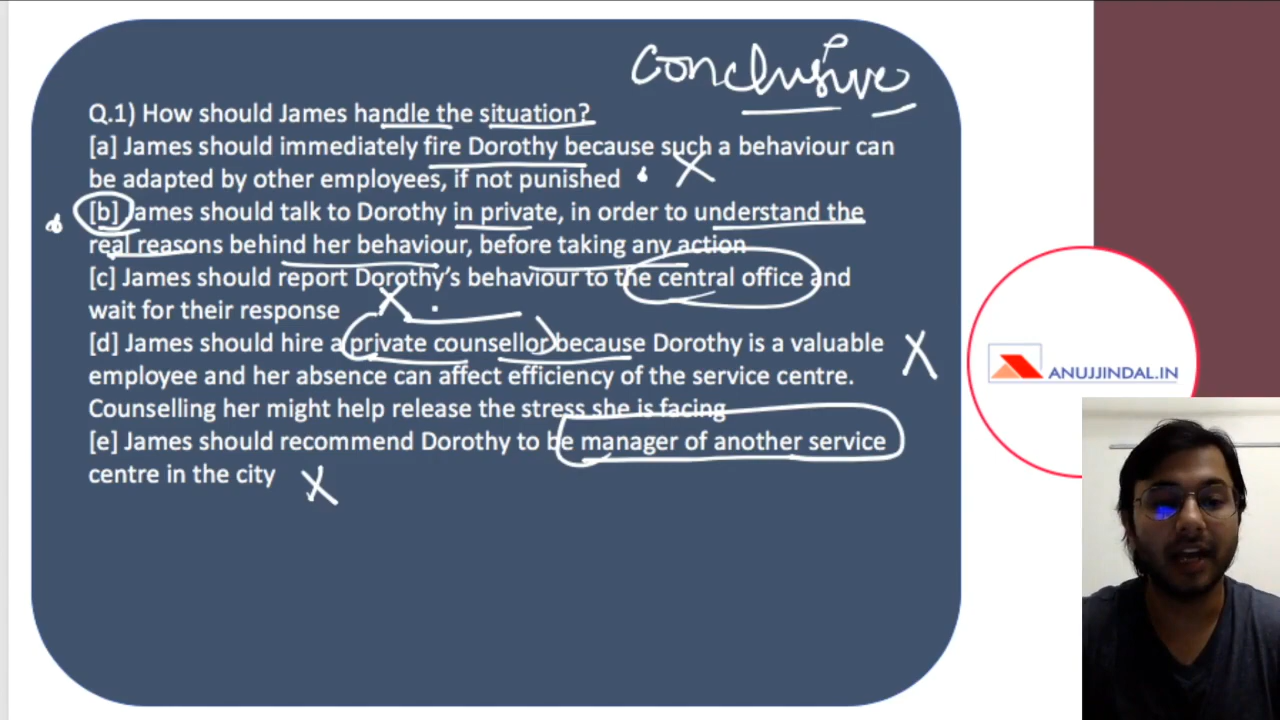 Conclusive
Q.1) How should James handle the situation?
[a] James should immediately fire Dorothy because such a behaviour can
be adapted by other employees, if not punished
[b] James should talk to Dorothy in private, in order to understand the
real reasons behind her behaviour, before taking any action
[c] James should report Dorothy's behaviour to the central office and
wait for their response
[d] James should hire a private counsellor because Dorothy is a valuable
employee and her absence can affect efficiency of the service centre.
Counselling her might help release the stress she is facing
[e] James should recommend Dorothy to be manager of another service
centre in the city
ANUJJINDAL.IN